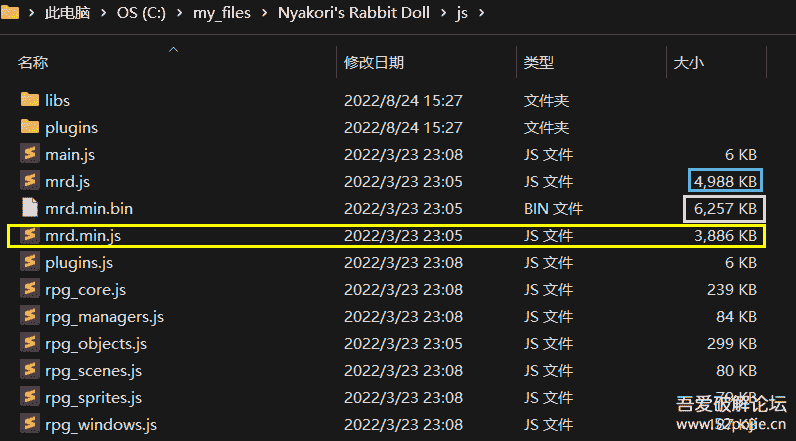 此电脑 › OS (C:) › my_files › Nyakori's Rabbit Doll › js ›
名称 修改日期 类型 大小
libs 2022/8/24 15:27 文件夹
plugins 2022/8/24 15:27 文件夹
main.js 2022/3/23 23:08 JS 文件 6 KB
mrd.js 2022/3/23 23:05 JS 文件 4,988 KB
mrd.min.bin 2022/3/23 23:05 BIN 文件 6,257 KB
mrd.min.js 2022/3/23 23:05 JS 文件 3,886 KB
plugins.js 2022/3/23 23:08 JS 文件 6 KB
rpg_core.js 2022/3/23 23:08 JS 文件 239 KB
rpg_managers.js 2022/3/23 23:08 JS 文件 84 KB
rpg_objects.js 2022/3/23 23:05 JS 文件 299 KB
rpg_scenes.js 2022/3/23 23:08 JS 文件 80 KB
rpg_sprites.js 2022/3/23 23:08 JS 文件 KB
rpg_windows.js 2022/3/23 23:08 JS 文件 KB
吾爱破解论坛
www.52pojie.cn